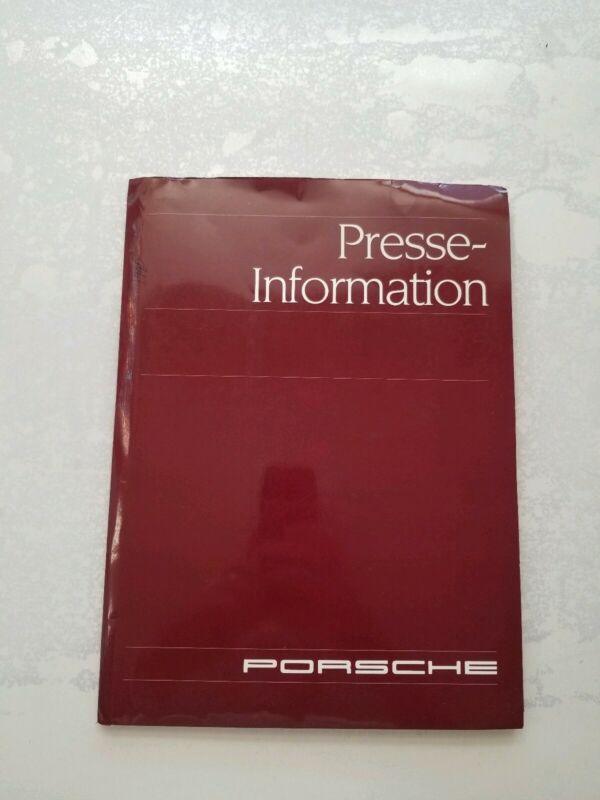 Presse-
Information
PORSCHE